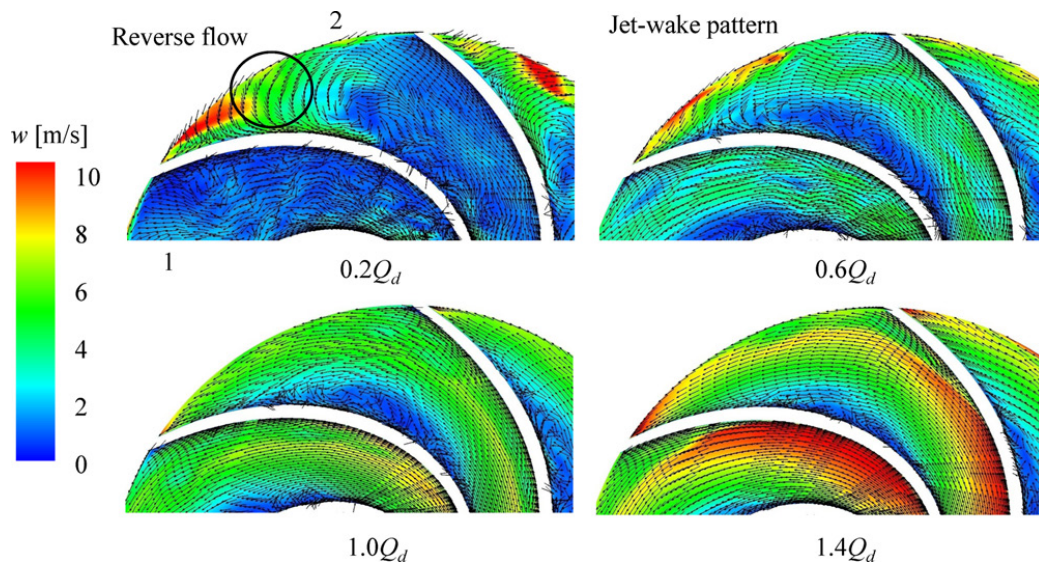 2
Reverse flow
Jet-wake pattern
w [m/s]
10
8
6
4
2
0
1
0.2Qd
0.6Qd
1.0Qd
1.4Qd